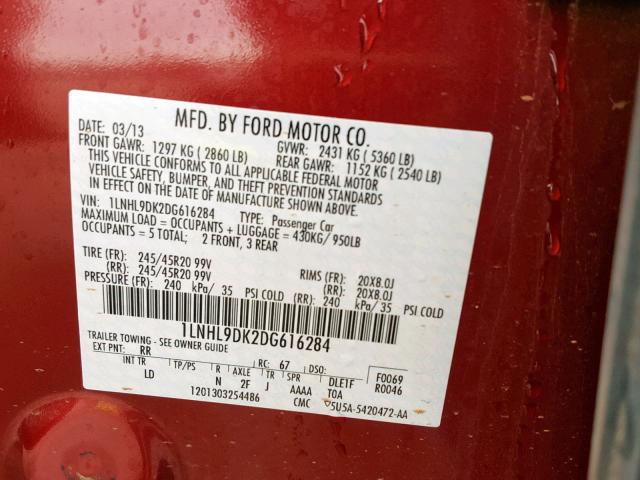 MFD. BY FORD MOTOR CO.
DATE: 03/13 GVWR: 2431 KG ( 5360 LB)
FRONT GAWR: 1297 KG ( 2860 LB) REAR GAWR: 1152 KG ( 2540 LB)
THIS VEHICLE CONFORMS TO ALL APPLICABLE FEDERAL MOTOR
VEHICLE SAFETY, BUMPER, AND THEFT PREVENTION STANDARDS
IN EFFECT ON THE DATE OF MANUFACTURE SHOWN ABOVE.
VIN: 1LNHL9DK2DG616284 TYPE: Passenger Car
MAXIMUM LOAD = OCCUPANTS + LUGGAGE = 430KG/ 950LB
OCCUPANTS = 5 TOTAL; 2 FRONT, 3 REAR
TIRE (FR): 245/45R20 99V RIMS (FR): 20X8.0J
(RR): 245/45R20 99V (RR): 20X8.0J
PRESSURE (FR): 240 kPa/ 35 PSI COLD (RR): 240 kPa/ 35 PSI COLD
1LNHL9DK2DG616284
TRAILER TOWING - SEE OWNER GUIDE
EXT PNT: RR RC: 67 DSO: F0069
INT TR TP/PS R AXLE TR SPR DLETF R0046
LD N 2F J AAAA TOA
1201303254486 CMC 5U5A-5420472-AA